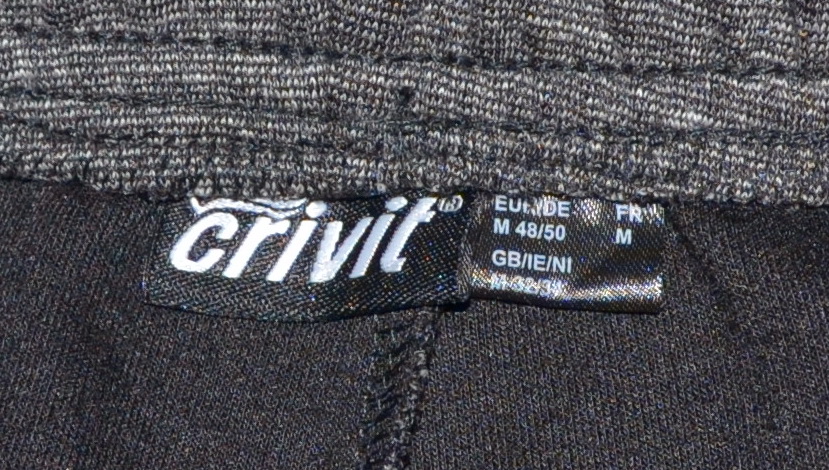 crivit®
EUR/DE FR
M 48/50 M
GB/IE/NI
M